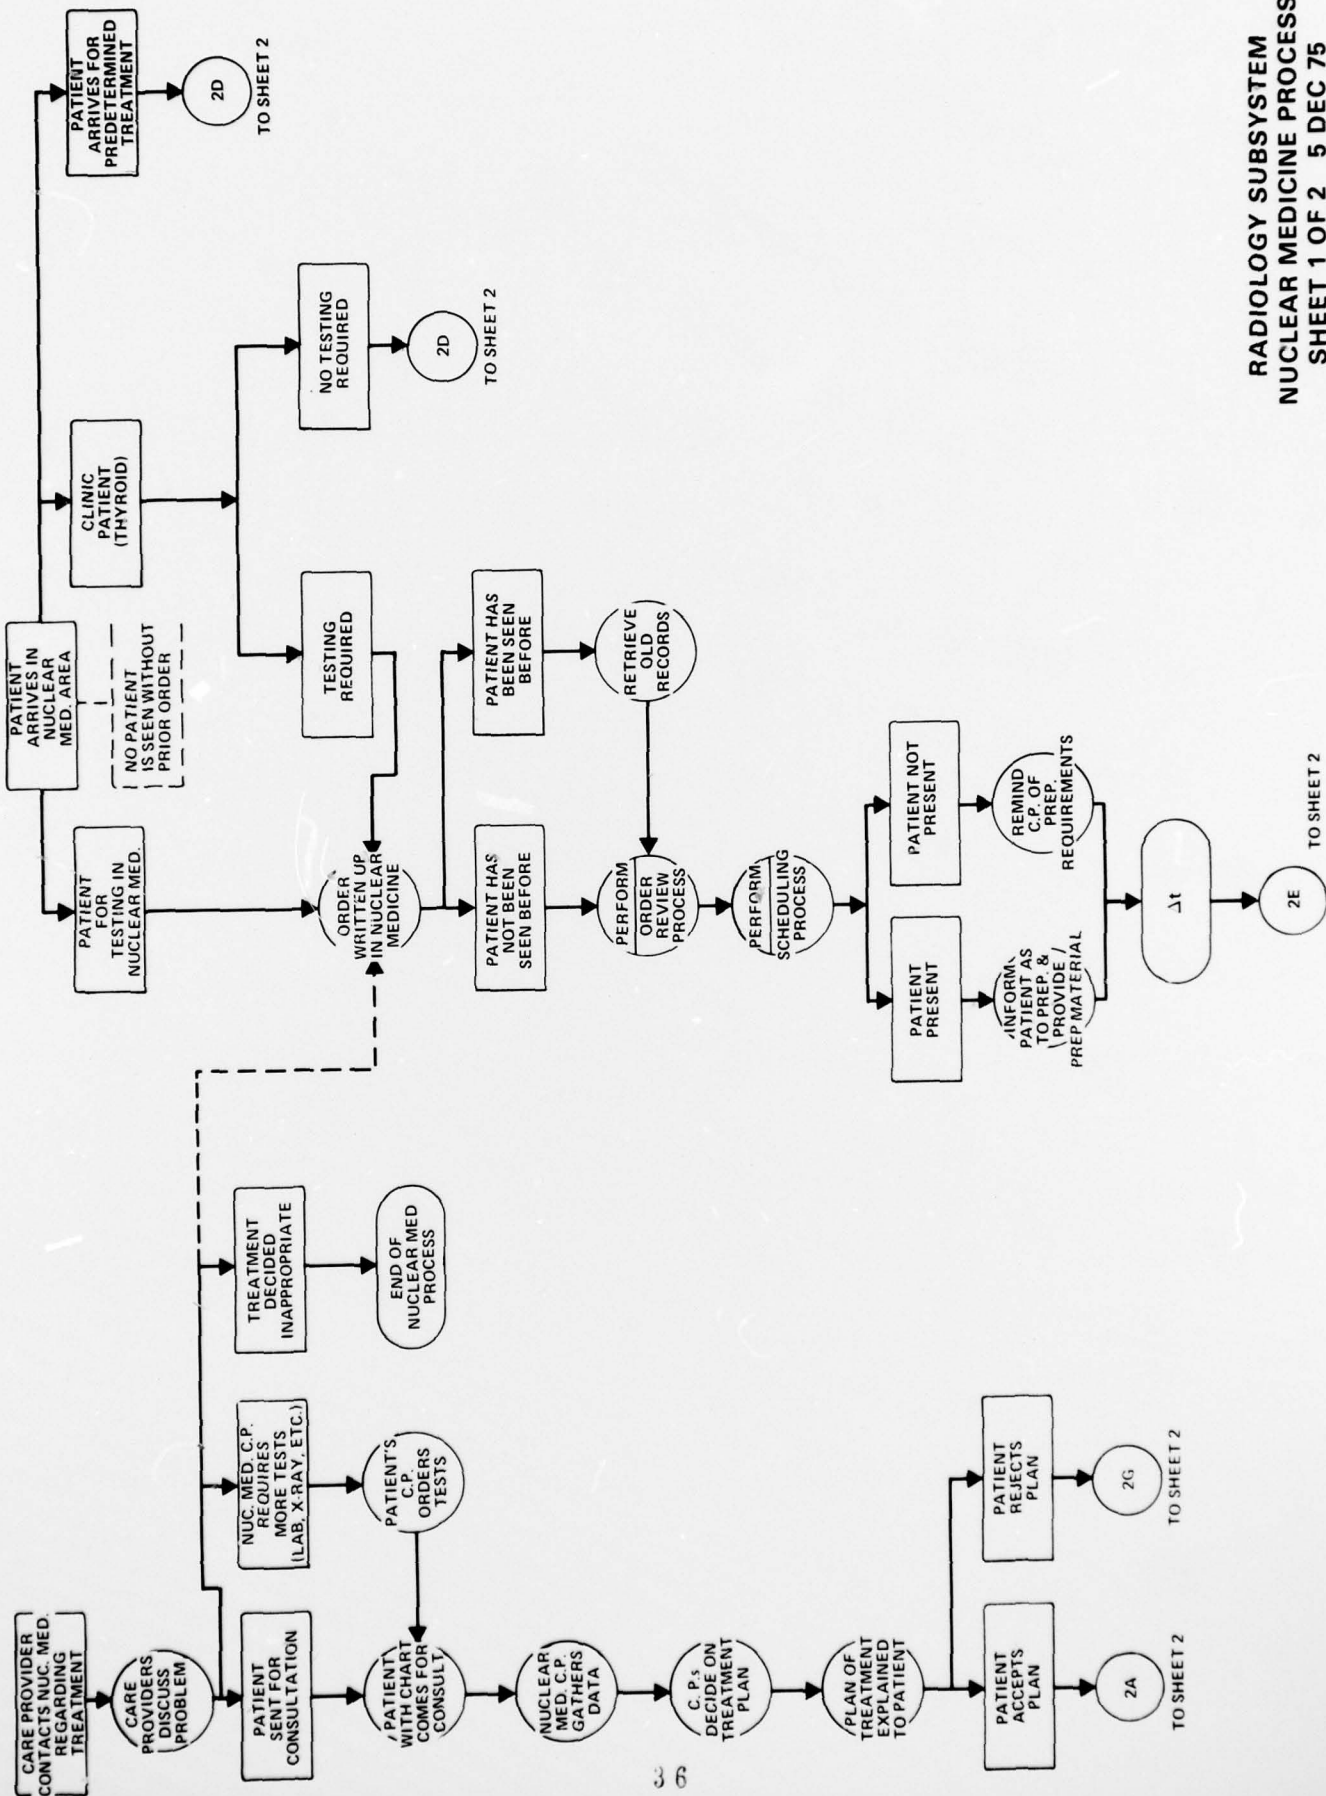 CARE PROVIDER
CONTACTS NUC. MED.
REGARDING
TREATMENT
CARE
PROVIDERS
DISCUSS
PROBLEM
PATIENT
SENT FOR
CONSULTATION
NUC. MED. C.P.
REQUIRES
MORE TESTS
(LAB, X-RAY, ETC.)
TREATMENT
DECIDED
INAPPROPRIATE
PATIENT
WITH CHART
COMES FOR
CONSULT.
PATIENT'S
C.P.
ORDERS
TESTS
END OF
NUCLEAR MED
PROCESS
NUCLEAR
MED. C.P.
GATHERS
DATA
C. P.s
DECIDE ON
TREATMENT
PLAN
PLAN OF
TREATMENT
EXPLAINED
TO PATIENT
PATIENT
ACCEPTS
PLAN
PATIENT
REJECTS
PLAN
2A
TO SHEET 2
2G
TO SHEET 2
PATIENT
ARRIVES IN
NUCLEAR
MED. AREA
NO PATIENT
IS SEEN WITHOUT
PRIOR ORDER
PATIENT
FOR
TESTING IN
NUCLEAR MED.
CLINIC
PATIENT
(THYROID)
PATIENT
ARRIVES FOR
PREDETERMINED
TREATMENT
2D
TO SHEET 2
TESTING
REQUIRED
NO TESTING
REQUIRED
2D
TO SHEET 2
ORDER
WRITTEN UP
IN NUCLEAR
MEDICINE
PATIENT HAS
NOT BEEN
SEEN BEFORE
PATIENT HAS
BEEN SEEN
BEFORE
PERFORM
ORDER
REVIEW
PROCESS
RETRIEVE
OLD
RECORDS
PERFORM
SCHEDULING
PROCESS
PATIENT
PRESENT
PATIENT NOT
PRESENT
INFORM
PATIENT AS
TO PREP. &
PROVIDE
PREP MATERIAL
REMIND
C.P. OF
PREP.
REQUIREMENTS
Δt
2E
TO SHEET 2
RADIOLOGY SUBSYSTEM
NUCLEAR MEDICINE PROCESS
SHEET 1 OF 2 5 DEC 75
36